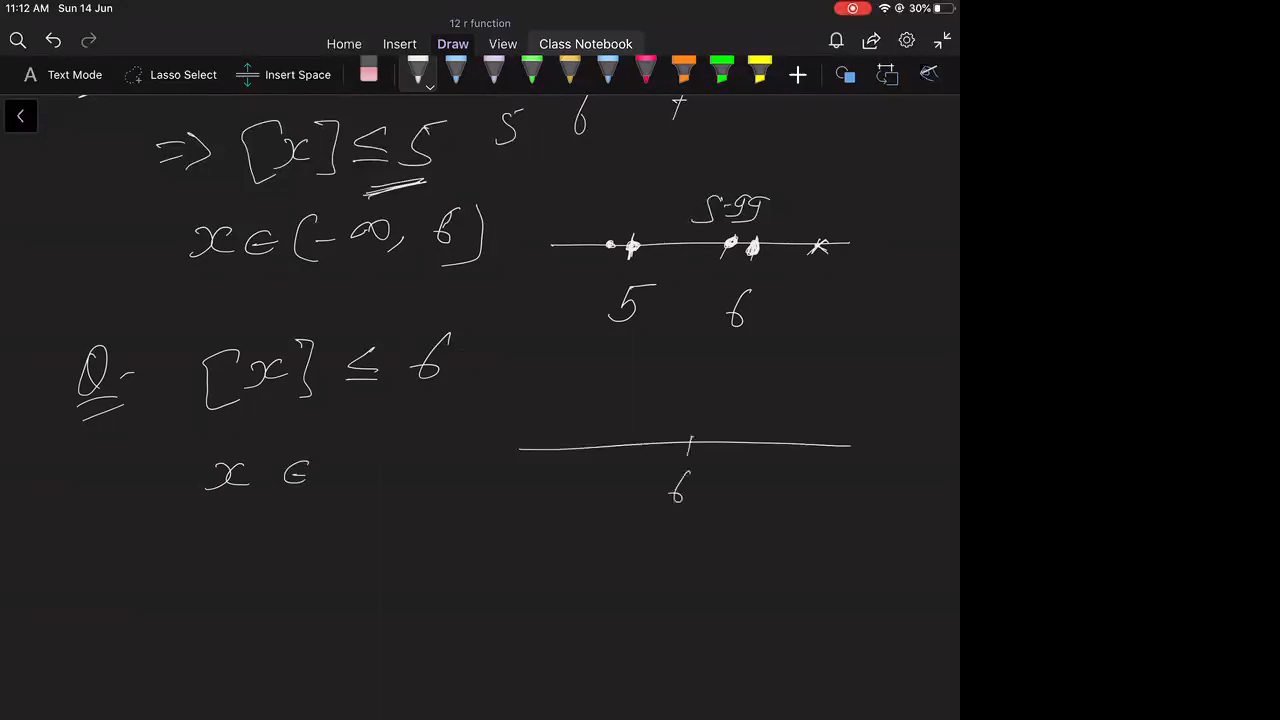 11:12 AM Sun 14 Jun
30%
12 r function
Home Insert Draw View Class Notebook
Text Mode Lasso Select Insert Space
5 6
=> [x] ≤ 5
x ∈ (-∞, 6)
5.99
5 6
Q- [x] ≤ 6
x ∈
6